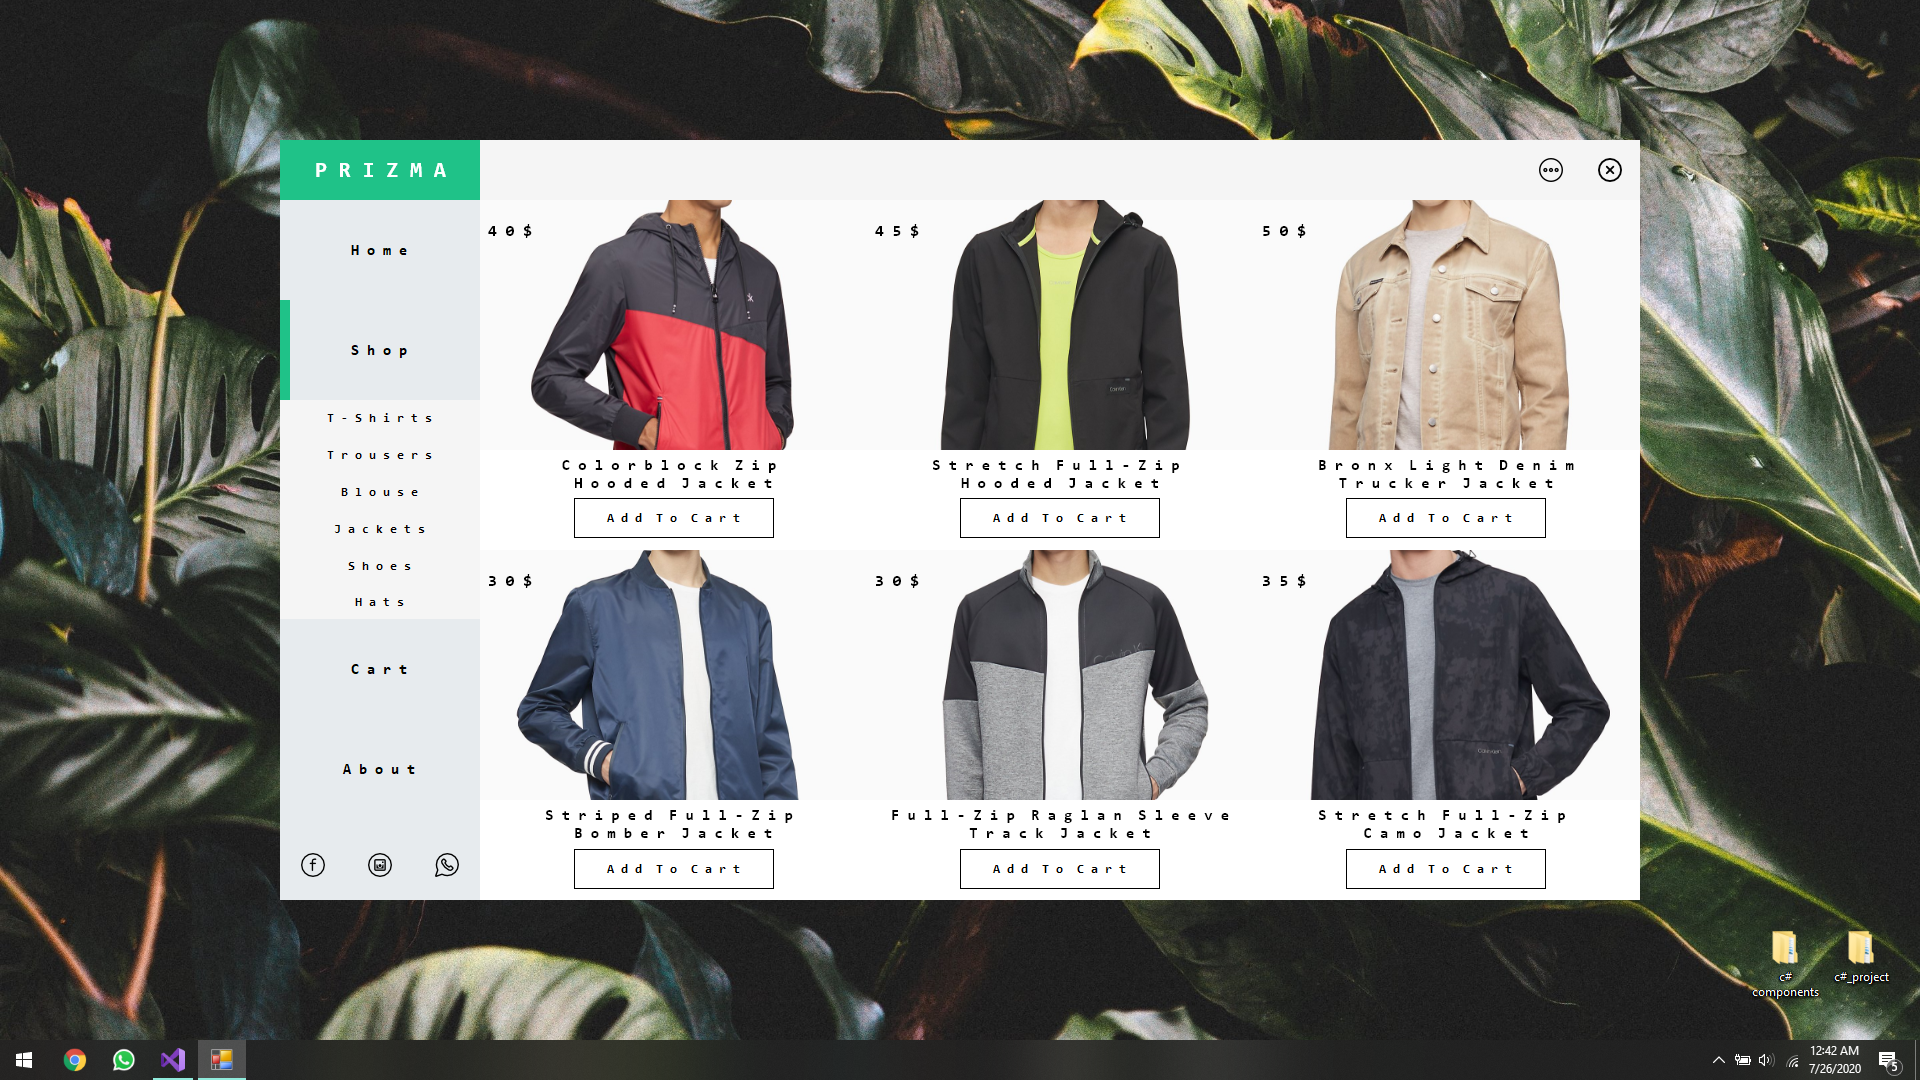 PRIZMA
Home
Shop
T-Shirts
Trousers
Blouse
Jackets
Shoes
Hats
Cart
About
40$
45$
50$
Colorblock Zip
Hooded Jacket
Stretch Full-Zip
Hooded Jacket
Bronx Light Denim
Trucker Jacket
Add To Cart
Add To Cart
Add To Cart
30$
30$
35$
Striped Full-Zip
Bomber Jacket
Full-Zip Raglan Sleeve
Track Jacket
Stretch Full-Zip
Camo Jacket
Add To Cart
Add To Cart
Add To Cart
c#
components
c#_project
12:42 AM
7/26/2020
5